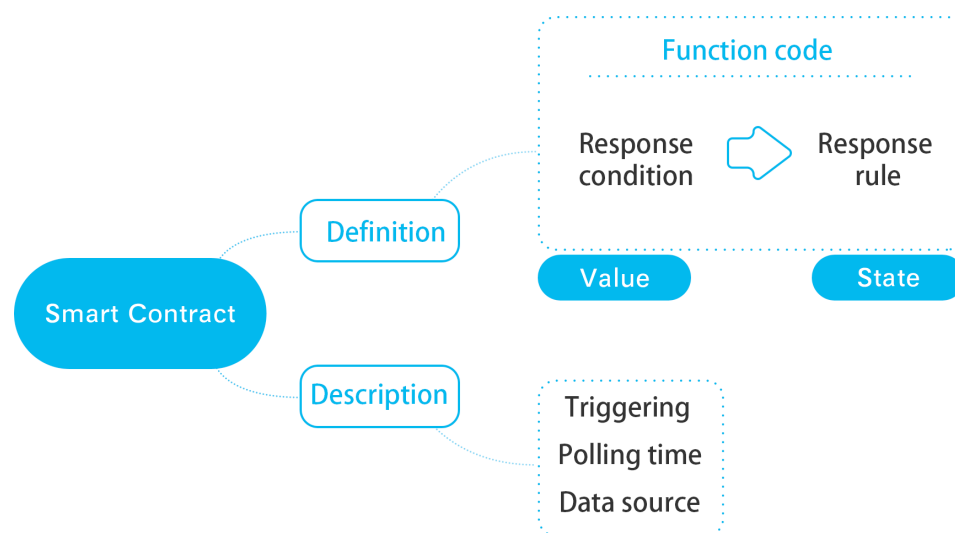 Function code
Response condition
Response rule
Definition
Value
State
Smart Contract
Description
Triggering
Polling time
Data source